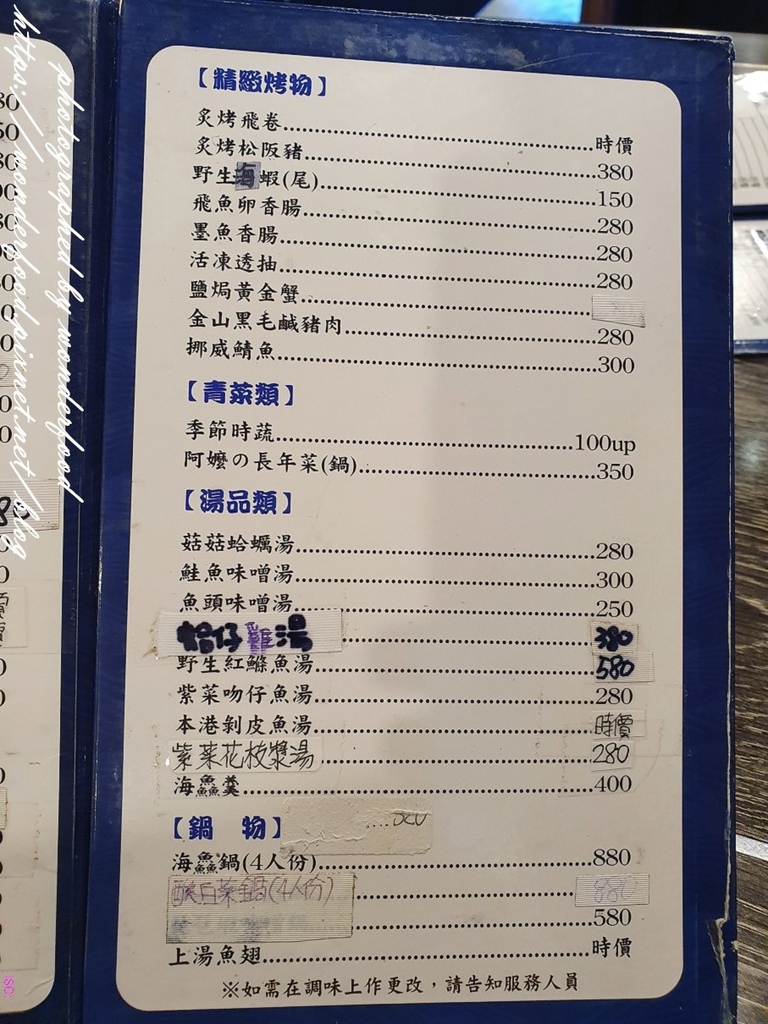 【精緻烤物】
炙烤飛卷 時價
炙烤松阪豬 380
野生海蝦(尾) 150
飛魚卵香腸 280
墨魚香腸 280
活凍透抽 280
鹽焗黃金蟹
金山黑毛鹹豬肉 280
挪威鯖魚 300
【青菜類】
季節時蔬 100up
阿嬤の長年菜(鍋) 350
【湯品類】
菇菇蛤蠣湯 280
鮭魚味噌湯 300
魚頭味噌湯 250
蛤仔雞湯 380
野生紅鰷魚湯 580
紫菜吻仔魚湯 280
本港剝皮魚湯 時價
紫菜花枝漿湯 280
海鱻羹 400
【鍋 物】
海鱻鍋(4人份) 880
酸白菜鍋(4人份) 880
580
上湯魚翅 時價
※如需在調味上作更改，請告知服務人員
photographed by wonderfood
https://wonderfood.pixnet.net/blog